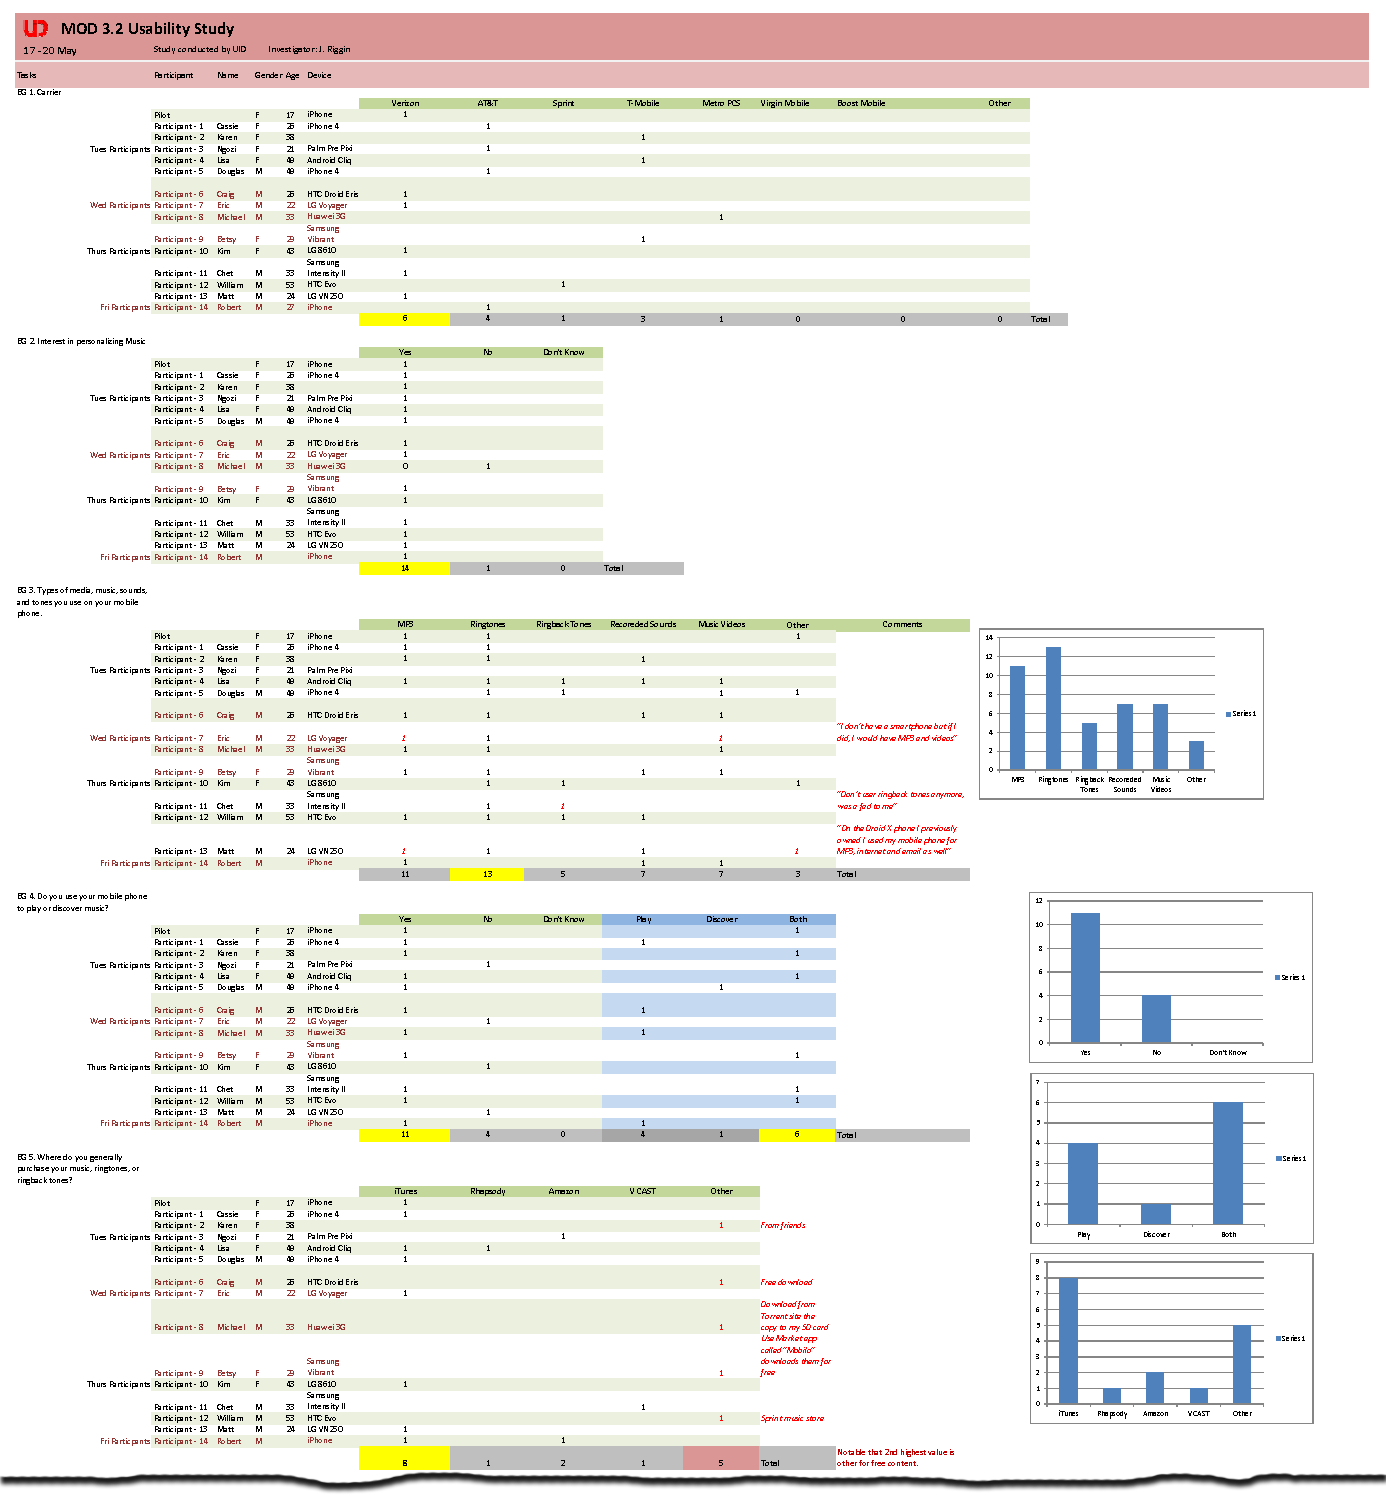 UD MOD 3.2 Usability Study
17 - 20 May Study conducted by UID Investigator: J. Riggin
Tasks Participant Name Gender Age Device
EG 1. Carrier
Verizon AT&T Sprint T-Mobile Metro PCS Virgin Mobile Boost Mobile Other
Pilot F 17 iPhone 1
Participant - 1 Cassie F 26 iPhone 4 1
Participant - 2 Karen F 38 1
Tues Participants Participant - 3 Ngozi F 21 Palm Pre Pixi 1
Participant - 4 Lisa F 49 Android Cliq 1
Participant - 5 Douglas M 49 iPhone 4 1
Participant - 6 Craig M 26 HTC Droid Eris 1
Wed Participants Participant - 7 Eric M 22 LG Voyager 1
Participant - 8 Michael M 33 Huawei 3G 1
Samsung
Participant - 9 Betsy F 29 Vibrant 1
Thurs Participants Participant - 10 Kim F 43 LG8610 1
Samsung
Participant - 11 Chet M 33 Intensity II 1
Participant - 12 William M 53 HTC Evo 1
Participant - 13 Matt M 24 LG VN250 1
Fri Participants Participant - 14 Robert M 27 iPhone 1
6 4 1 3 1 0 0 0 Total
EG 2. Interest in personalizing Music
Yes No Don't Know
Pilot F 17 iPhone 1
Participant - 1 Cassie F 26 iPhone 4 1
Participant - 2 Karen F 38 1
Tues Participants Participant - 3 Ngozi F 21 Palm Pre Pixi 1
Participant - 4 Lisa F 49 Android Cliq 1
Participant - 5 Douglas M 49 iPhone 4 1
Participant - 6 Craig M 26 HTC Droid Eris 1
Wed Participants Participant - 7 Eric M 22 LG Voyager 1
Participant - 8 Michael M 33 Huawei 3G 0 1
Samsung
Participant - 9 Betsy F 29 Vibrant 1
Thurs Participants Participant - 10 Kim F 43 LG8610 1
Samsung
Participant - 11 Chet M 33 Intensity II 1
Participant - 12 William M 53 HTC Evo 1
Participant - 13 Matt M 24 LG VN250 1
Fri Participants Participant - 14 Robert M iPhone 1
14 1 0 Total
EG 3. Types of media, music, sounds,
and tones you use on your mobile
phone.
MP3 Ringtones Ringback Tones Recoreded Sounds Music Videos Other Comments
Pilot F 17 iPhone 1 1 1
Participant - 1 Cassie F 26 iPhone 4 1 1
Participant - 2 Karen F 38 1 1 1
Tues Participants Participant - 3 Ngozi F 21 Palm Pre Pixi
Participant - 4 Lisa F 49 Android Cliq 1 1 1 1 1
Participant - 5 Douglas M 49 iPhone 4 1 1 1 1
Participant - 6 Craig M 26 HTC Droid Eris 1 1 1 1
"I don't have a smartphone but if I
Wed Participants Participant - 7 Eric M 22 LG Voyager 1 1 1 did, I would have MP3 and videos"
Participant - 8 Michael M 33 Huawei 3G 1 1 1
Samsung
Participant - 9 Betsy F 29 Vibrant 1 1 1 1
Thurs Participants Participant - 10 Kim F 43 LG8610 1 1 1
Samsung "Don't user ringback tones anymore,
Participant - 11 Chet M 33 Intensity II 1 1 was a fad to me"
Participant - 12 William M 53 HTC Evo 1 1 1 1
"On the Droid X phone I previously
owned I used my mobile phone for
Participant - 13 Matt M 24 LG VN250 1 1 1 1 MP3, internet and email as well"
Fri Participants Participant - 14 Robert M iPhone 1 1 1
11 13 5 7 7 3 Total
14
12
10
8
6
4
2
0
MP3 Ringtones Ringback Recoreded Music Other
Tones Sounds Videos
Series1
EG 4. Do you use your mobile phone
to play or discover music?
Yes No Don't Know Play Discover Both
Pilot F 17 iPhone 1 1
Participant - 1 Cassie F 26 iPhone 4 1 1
Participant - 2 Karen F 38 1 1
Tues Participants Participant - 3 Ngozi F 21 Palm Pre Pixi 1
Participant - 4 Lisa F 49 Android Cliq 1 1
Participant - 5 Douglas M 49 iPhone 4 1 1
Participant - 6 Craig M 26 HTC Droid Eris 1 1
Wed Participants Participant - 7 Eric M 22 LG Voyager 1
Participant - 8 Michael M 33 Huawei 3G 1 1
Samsung
Participant - 9 Betsy F 29 Vibrant 1 1
Thurs Participants Participant - 10 Kim F 43 LG8610 1
Samsung
Participant - 11 Chet M 33 Intensity II 1 1
Participant - 12 William M 53 HTC Evo 1 1
Participant - 13 Matt M 24 LG VN250 1
Fri Participants Participant - 14 Robert M iPhone 1 1
11 4 0 4 1 6 Total
12
10
8
6
4
2
0
Yes No Don't Know
Series1
7
6
5
4
3
2
1
0
Play Discover Both
Series1
EG 5. Where do you generally
purchase your music, ringtones, or
ringback tones?
iTunes Rhapsody Amazon V CAST Other
Pilot F 17 iPhone 1
Participant - 1 Cassie F 26 iPhone 4 1
Participant - 2 Karen F 38 1 From friends
Tues Participants Participant - 3 Ngozi F 21 Palm Pre Pixi 1
Participant - 4 Lisa F 49 Android Cliq 1 1
Participant - 5 Douglas M 49 iPhone 4 1
Participant - 6 Craig M 26 HTC Droid Eris 1 Free download
Wed Participants Participant - 7 Eric M 22 LG Voyager 1
Download from
Torrent site the
Participant - 8 Michael M 33 Huawei 3G 1 copy to my SD card
Use Market app
called "Mobilo"
Samsung downloads them for
Participant - 9 Betsy F 29 Vibrant 1 free
Thurs Participants Participant - 10 Kim F 43 LG8610 1
Samsung
Participant - 11 Chet M 33 Intensity II 1
Participant - 12 William M 53 HTC Evo 1 Sprint music store
Participant - 13 Matt M 24 LG VN250 1
Fri Participants Participant - 14 Robert M iPhone 1 1
Notable that 2nd highest value is
8 1 2 1 5 Total other for free content.
9
8
7
6
5
4
3
2
1
0
iTunes Rhapsody Amazon V CAST Other
Series1